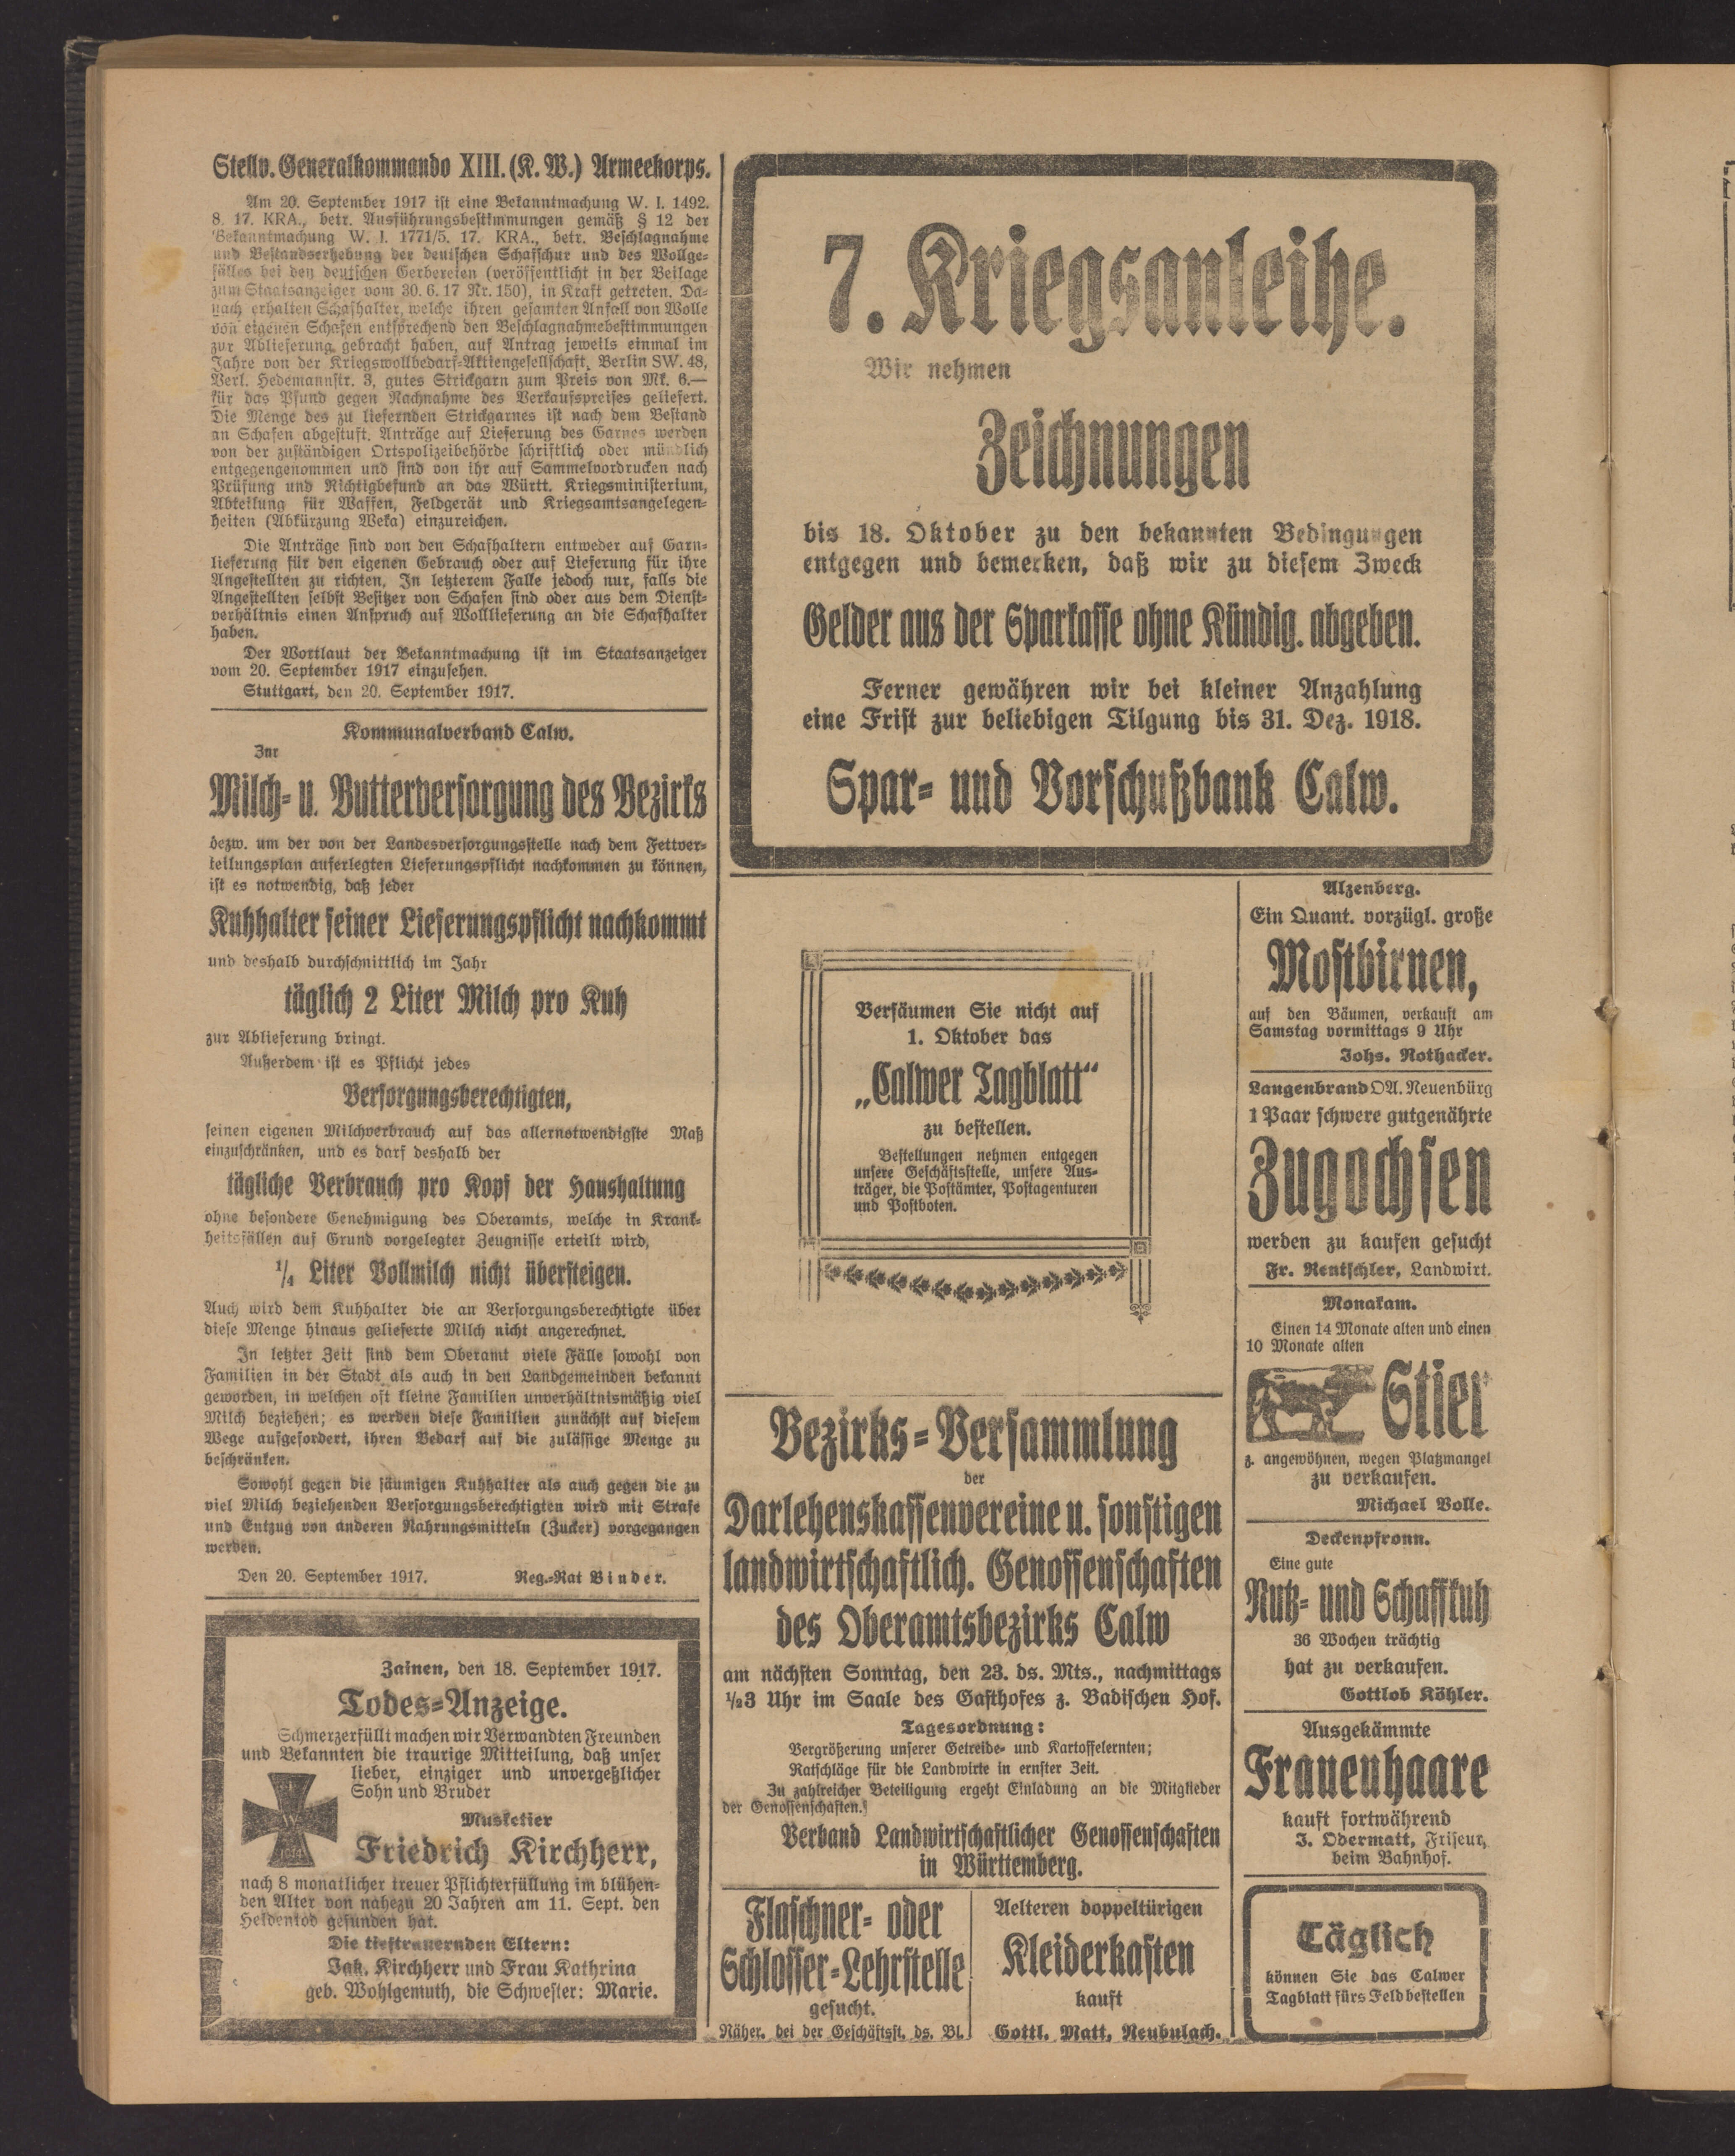 Stellv. Generalkommando XIII. (K. W.) Armeekorps.
Am 20. September 1917 ist eine Bekanntmachung W. I. 1492.
8. 17. KRA., betr. Ausführungsbestimmungen gemäß § 12 der
Bekanntmachung W. I. 1771/5. 17. KRA., betr. Beschlagnahme
und Bestandserhebung der deutschen Schafschur und des Wollge-
fälles bei den deutschen Gerbereien (veröffentlicht in der Beilage
zum Staatsanzeiger vom 30. 6. 17 Nr. 150), in Kraft getreten. Da-
nach erhalten Schafhalter, welche ihren gesamten Anfall von Wolle
von eigenen Schafen entsprechend den Beschlagnahmebestimmungen
zur Ablieferung gebracht haben, auf Antrag jeweils einmal im
Jahre von der Kriegswollbedarf-Aktiengesellschaft, Berlin SW. 48,
Verl. Hedemannstr. 3, gutes Strickgarn zum Preis von Mk. 6.—
für das Pfund gegen Nachnahme des Verkaufspreises geliefert.
Die Menge des zu liefernden Strickgarnes ist nach dem Bestand
an Schafen abgestuft. Anträge auf Lieferung des Garnes werden
von der zuständigen Ortspolizeibehörde schriftlich oder mündlich
entgegengenommen und sind von ihr auf Sammelvordrucken nach
Prüfung und Richtigbefund an das Württ. Kriegsministerium,
Abteilung für Waffen, Feldgerät und Kriegsamtsangelegen-
heiten (Abkürzung Weka) einzureichen.
Die Anträge sind von den Schafhaltern entweder auf Garn-
lieferung für den eigenen Gebrauch oder auf Lieferung für ihre
Angestellten zu richten. In letzterem Falle jedoch nur, falls die
Angestellten selbst Besitzer von Schafen sind oder aus dem Dienst-
verhältnis einen Anspruch auf Wolllieferung an die Schafhalter
haben.
Der Wortlaut der Bekanntmachung ist im Staatsanzeiger
vom 20. September 1917 einzusehen.
Stuttgart, den 20. September 1917.
Kommunalverband Calw.
Zur
Milch- u. Butterversorgung des Bezirks
bezw. um der von der Landesversorgungsstelle nach dem Fettver-
teilungsplan auferlegten Lieferungspflicht nachkommen zu können,
ist es notwendig, daß jeder
Kuhhalter seiner Lieferungspflicht nachkommt
und deshalb durchschnittlich im Jahr
täglich 2 Liter Milch pro Kuh
zur Ablieferung bringt.
Außerdem ist es Pflicht jedes
Versorgungsberechtigten,
seinen eigenen Milchverbrauch auf das allernotwendigste Maß
einzuschränken, und es darf deshalb der
tägliche Verbrauch pro Kopf der Haushaltung
ohne besondere Genehmigung des Oberamts, welche in Krank-
heitsfällen auf Grund vorgelegter Zeugnisse erteilt wird,
1/4 Liter Vollmilch nicht übersteigen.
Auch wird dem Kuhhalter die an Versorgungsberechtigte über
diese Menge hinaus gelieferte Milch nicht angerechnet.
In letzter Zeit sind dem Oberamt viele Fälle sowohl von
Familien in der Stadt als auch in den Landgemeinden bekannt
geworden, in welchen oft kleine Familien unverhältnismäßig viel
Milch beziehen; es werden diese Familien zunächst auf diesem
Wege aufgefordert, ihren Bedarf auf die zulässige Menge zu
beschränken.
Sowohl gegen die säumigen Kuhhalter als auch gegen die zu
viel Milch beziehenden Versorgungsberechtigten wird mit Strafe
und Entzug von anderen Nahrungsmitteln (Zucker) vorgegangen
werden.
Den 20. September 1917. Reg.-Rat Binder.
Zainen, den 18. September 1917.
Todes-Anzeige.
Schmerzerfüllt machen wir Verwandten Freunden
und Bekannten die traurige Mitteilung, daß unser
lieber, einziger und unvergeßlicher
Sohn und Bruder
Musketier
Friedrich Kirchherr,
nach 8 monatlicher treuer Pflichterfüllung im blühen-
den Alter von nahezu 20 Jahren am 11. Sept. den
Heldentod gefunden hat.
Die tieftrauernden Eltern:
Jak. Kirchherr und Frau Kathrina
geb. Wohlgemuth, die Schwester: Marie.
7. Kriegsanleihe.
Wir nehmen
Zeichnungen
bis 18. Oktober zu den bekannten Bedingungen
entgegen und bemerken, daß wir zu diesem Zweck
Gelder aus der Sparkasse ohne Kündig. abgeben.
Ferner gewähren wir bei kleiner Anzahlung
eine Frist zur beliebigen Tilgung bis 31. Dez. 1918.
Spar- und Vorschußbank Calw.
Versäumen Sie nicht auf
1. Oktober das
„Calwer Tagblatt“
zu bestellen.
Bestellungen nehmen entgegen
unsere Geschäftsstelle, unsere Aus-
träger, die Postämter, Postagenturen
und Postboten.
Bezirks-Versammlung
der
Darlehenskassenvereine u. sonstigen
landwirtschaftlich. Genossenschaften
des Oberamtsbezirks Calw
am nächsten Sonntag, den 23. ds. Mts., nachmittags
1/23 Uhr im Saale des Gasthofes z. Badischen Hof.
Tagesordnung:
Vergrößerung unserer Getreide- und Kartoffelernten;
Ratschläge für die Landwirte in ernster Zeit.
Zu zahlreicher Beteiligung ergeht Einladung an die Mitglieder
der Genossenschaften.
Verband Landwirtschaftlicher Genossenschaften
in Württemberg.
Flaschner- oder
Schlosser-Lehrstelle
gesucht.
Näher. bei der Geschäftsst. ds. Bl.
Aelteren doppeltürigen
Kleiderkasten
kauft
Gottl. Matt, Neubulach.
Alzenberg.
Ein Quant. vorzügl. große
Mostbirnen,
auf den Bäumen, verkauft am
Samstag vormittags 9 Uhr
Johs. Rothacker.
Langenbrand OA. Neuenbürg
1 Paar schwere gutgenährte
Zugochsen
werden zu kaufen gesucht
Fr. Rentschler, Landwirt.
Monakam.
Einen 14 Monate alten und einen
10 Monate alten
Stier
z. angewöhnen, wegen Platzmangel
zu verkaufen.
Michael Volle.
Deckenpfronn.
Eine gute
Nutz- und Schaffkuh
36 Wochen trächtig
hat zu verkaufen.
Gottlob Köhler.
Ausgekämmte
Frauenhaare
kauft fortwährend
J. Odermatt, Friseur,
beim Bahnhof.
Täglich
können Sie das Calwer
Tagblatt fürs Feld bestellen